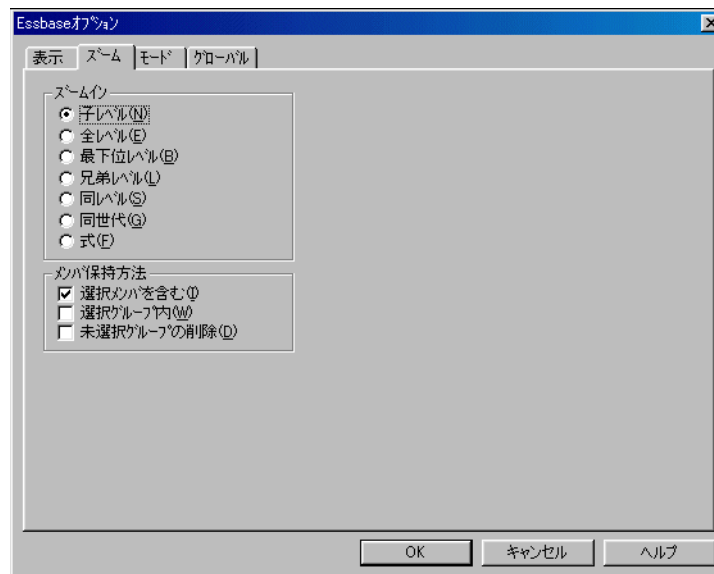 Essbaseｵﾌﾟｼｮﾝ
表示 ｽﾞｰﾑ ﾓｰﾄﾞ ｸﾞﾛｰﾊﾞﾙ
ｽﾞｰﾑｲﾝ
子ﾚﾍﾞﾙ(N)
全ﾚﾍﾞﾙ(E)
最下位ﾚﾍﾞﾙ(B)
兄弟ﾚﾍﾞﾙ(L)
同ﾚﾍﾞﾙ(S)
同世代(G)
式(F)
ﾒﾝﾊﾞ保持方法
選択ﾒﾝﾊﾞを含む(I)
選択ｸﾞﾙｰﾌﾟ内(W)
未選択ｸﾞﾙｰﾌﾟの削除(D)
OK キャンセル ヘルプ